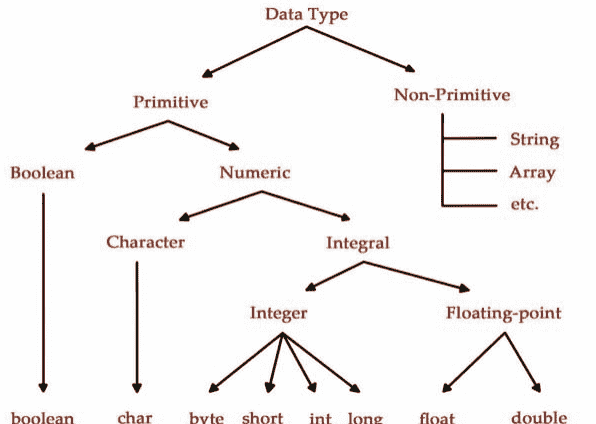 Data Type
Primitive
Non-Primitive
String
Array
etc.
Boolean
Numeric
Character
Integral
Integer
Floating-point
boolean
char
byte
short
int
long
float
double